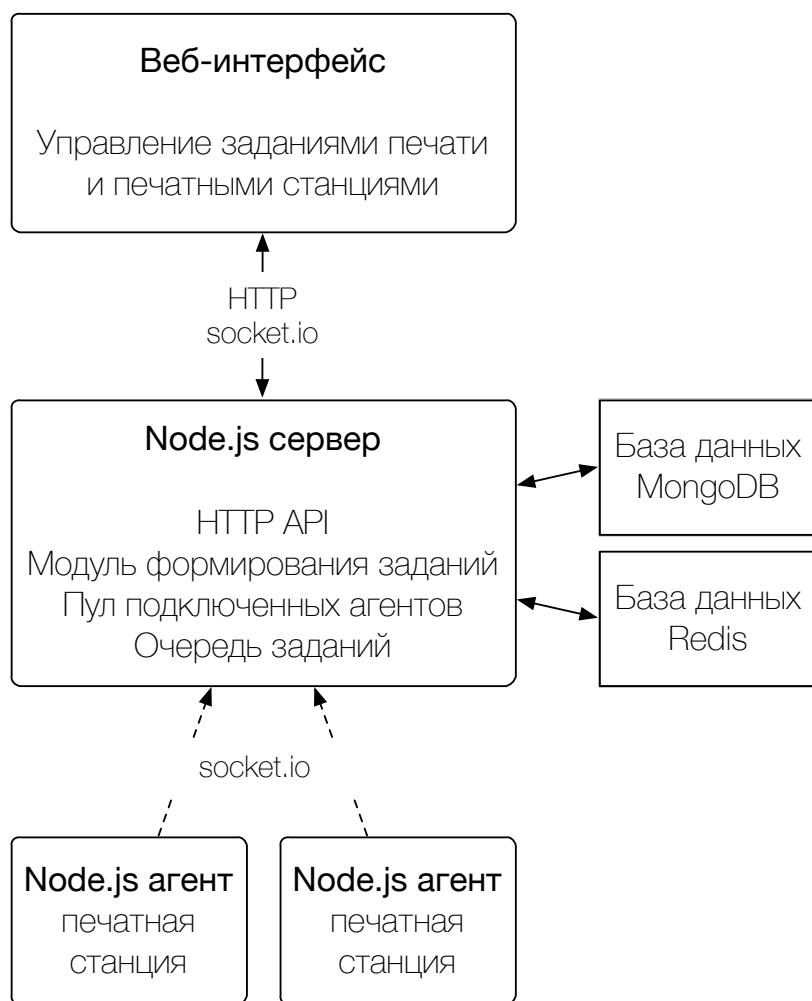 Веб-интерфейс
Управление заданиями печати
и печатными станциями
HTTP
socket.io
Node.js сервер
HTTP API
Модуль формирования заданий
Пул подключенных агентов
Очередь заданий
База данных
MongoDB
База данных
Redis
socket.io
Node.js агент
печатная
станция
Node.js агент
печатная
станция